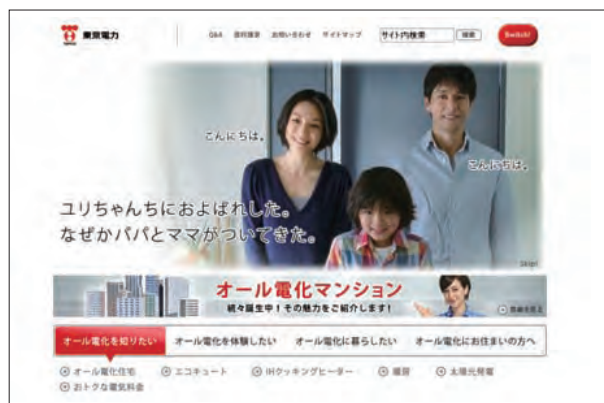 東京電力
Q&A 資料請求 お問い合わせ サイトマップ サイト内検索 検索 Switch!
こんにちは。
こんにちは。
ユリちゃんちにおよばれした。
なぜかパパとママがついてきた。
Skip!
オール電化マンション
続々誕生中！その魅力をご紹介します！
オール電化を知りたい オール電化を体験したい オール電化に暮らしたい オール電化にお住まいの方へ
オール電化住宅 エコキュート IHクッキングヒーター 暖房 太陽光発電
おトクな電気料金